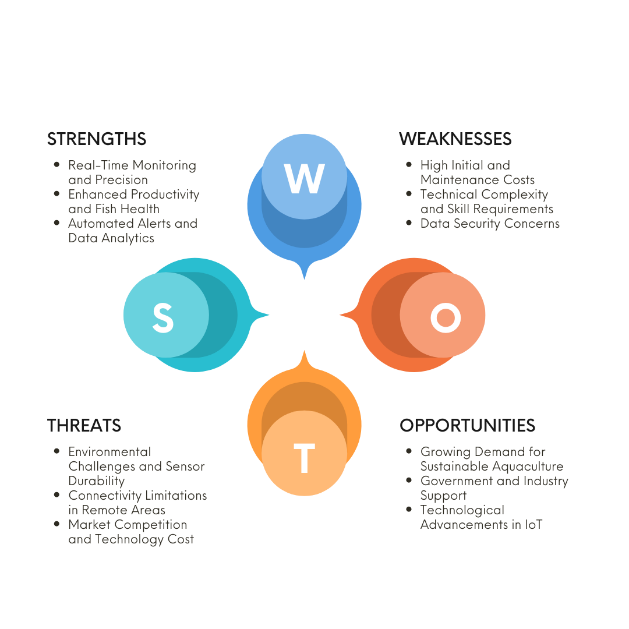 STRENGTHS
• Real-Time Monitoring
and Precision
• Enhanced Productivity
and Fish Health
• Automated Alerts and
Data Analytics
W
WEAKNESSES
• High Initial and
Maintenance Costs
• Technical Complexity
and Skill Requirements
• Data Security Concerns
S
O
T
THREATS
• Environmental
Challenges and Sensor
Durability
• Connectivity Limitations
in Remote Areas
• Market Competition
and Technology Cost
OPPORTUNITIES
• Growing Demand for
Sustainable Aquaculture
• Government and Industry
Support
• Technological
Advancements in IoT